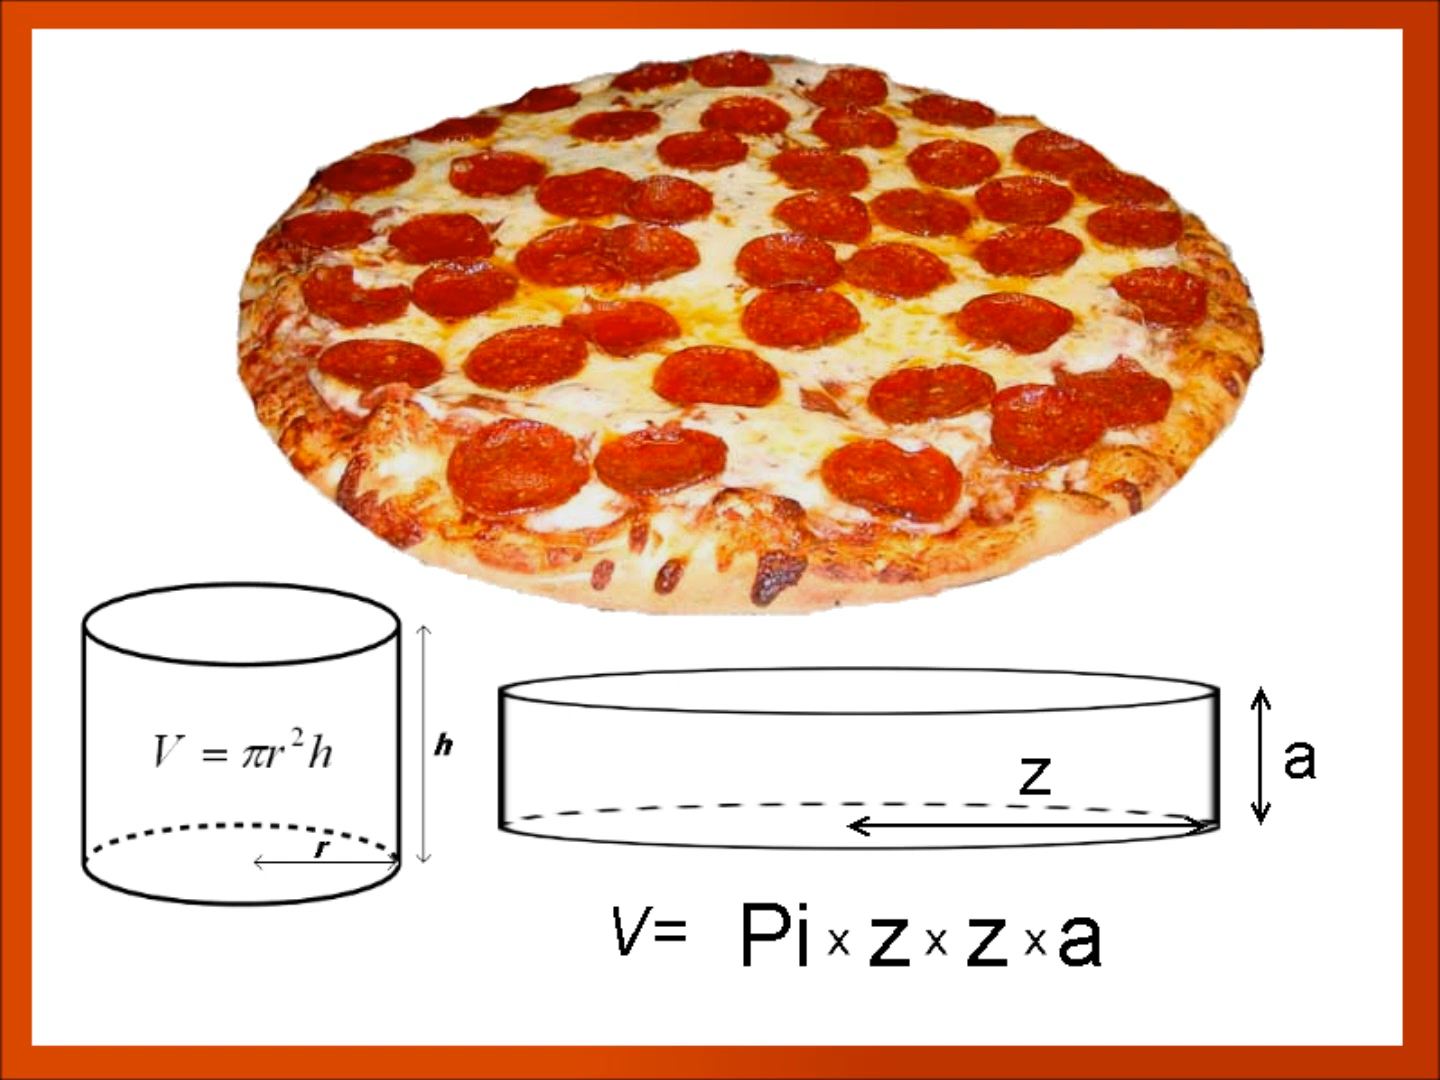 V = πr²h
h
r
z
a
V= Pi x z x z x a